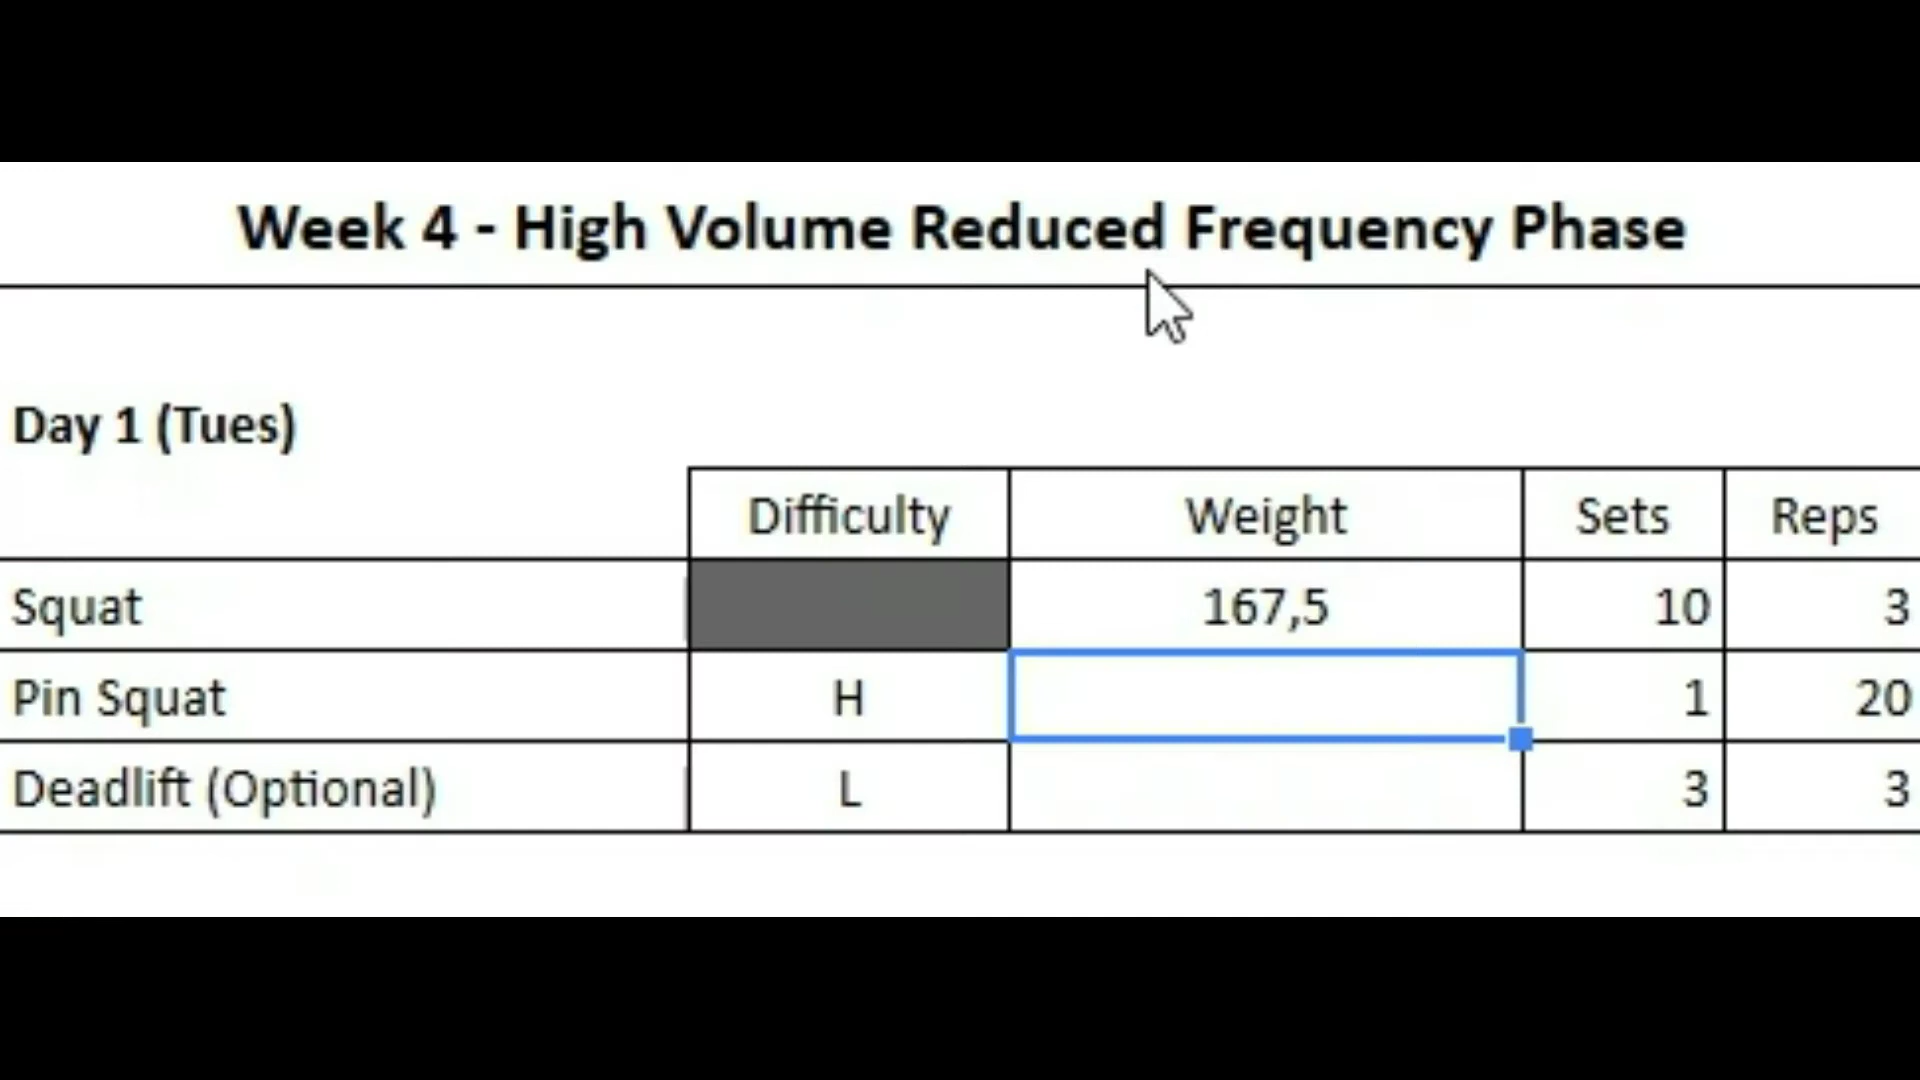 Week 4 - High Volume Reduced Frequency Phase
Day 1 (Tues)
Difficulty Weight Sets Reps
Squat 167,5 10 3
Pin Squat H 1 20
Deadlift (Optional) L 3 3